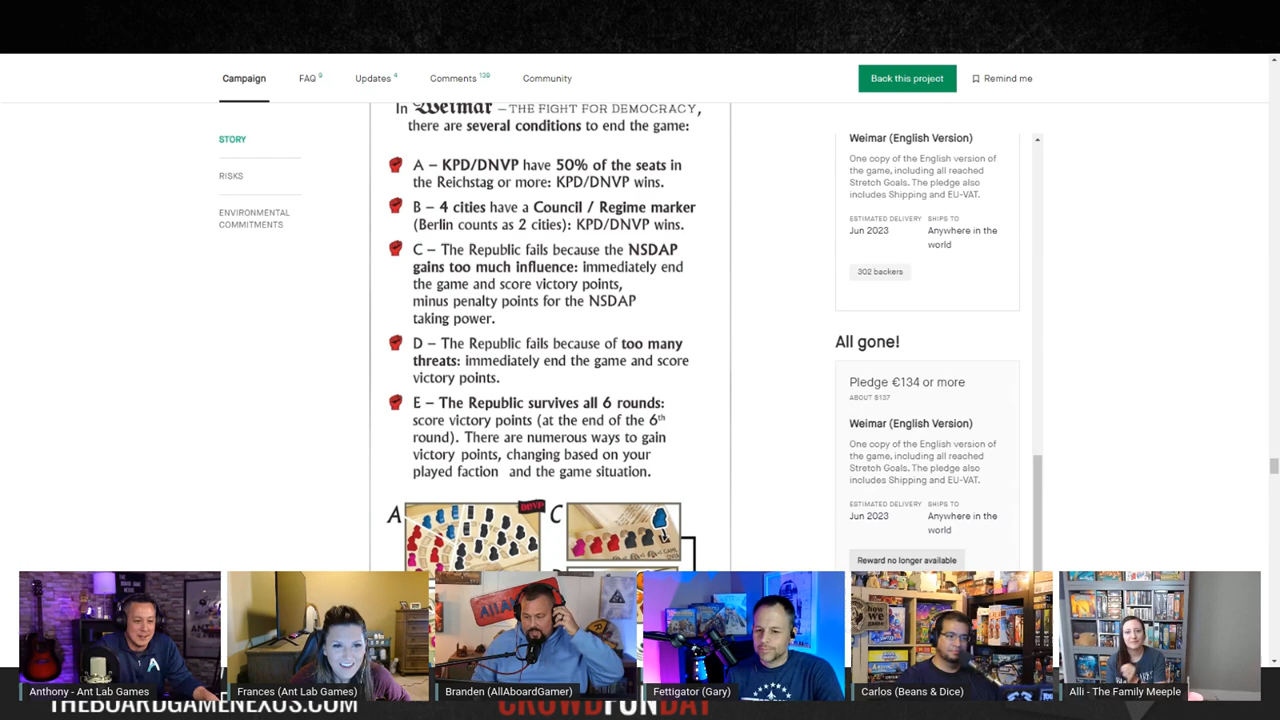 Campaign FAQ 9 Updates 4 Comments 139 Community Back this project Remind me
STORY
RISKS
ENVIRONMENTAL
COMMITMENTS
In Weimar – THE FIGHT FOR DEMOCRACY,
there are several conditions to end the game:
A – KPD/DNVP have 50% of the seats in
the Reichstag or more: KPD/DNVP wins.
B – 4 cities have a Council / Regime marker
(Berlin counts as 2 cities): KPD/DNVP wins.
C – The Republic fails because the NSDAP
gains too much influence: immediately end
the game and score victory points,
minus penalty points for the NSDAP
taking power.
D – The Republic fails because of too many
threats: immediately end the game and score
victory points.
E – The Republic survives all 6 rounds:
score victory points (at the end of the 6th
round). There are numerous ways to gain
victory points, changing based on your
played faction and the game situation.
A
DNVP
C
Weimar (English Version)
One copy of the English version of
the game, including all reached
Stretch Goals. The pledge also
includes Shipping and EU-VAT.
ESTIMATED DELIVERY SHIPS TO
Jun 2023 Anywhere in the
world
302 backers
All gone!
Pledge €134 or more
ABOUT $137
Weimar (English Version)
One copy of the English version of
the game, including all reached
Stretch Goals. The pledge also
includes Shipping and EU-VAT.
ESTIMATED DELIVERY SHIPS TO
Jun 2023 Anywhere in the
world
Reward no longer available
how
we
game
Anthony - Ant Lab Games
Frances (Ant Lab Games)
Branden (AllAboardGamer)
Fettigator (Gary)
Carlos (Beans & Dice)
Alli - The Family Meeple
THEBOARDGAMENEXUS.COM
CROWDFUNDAY